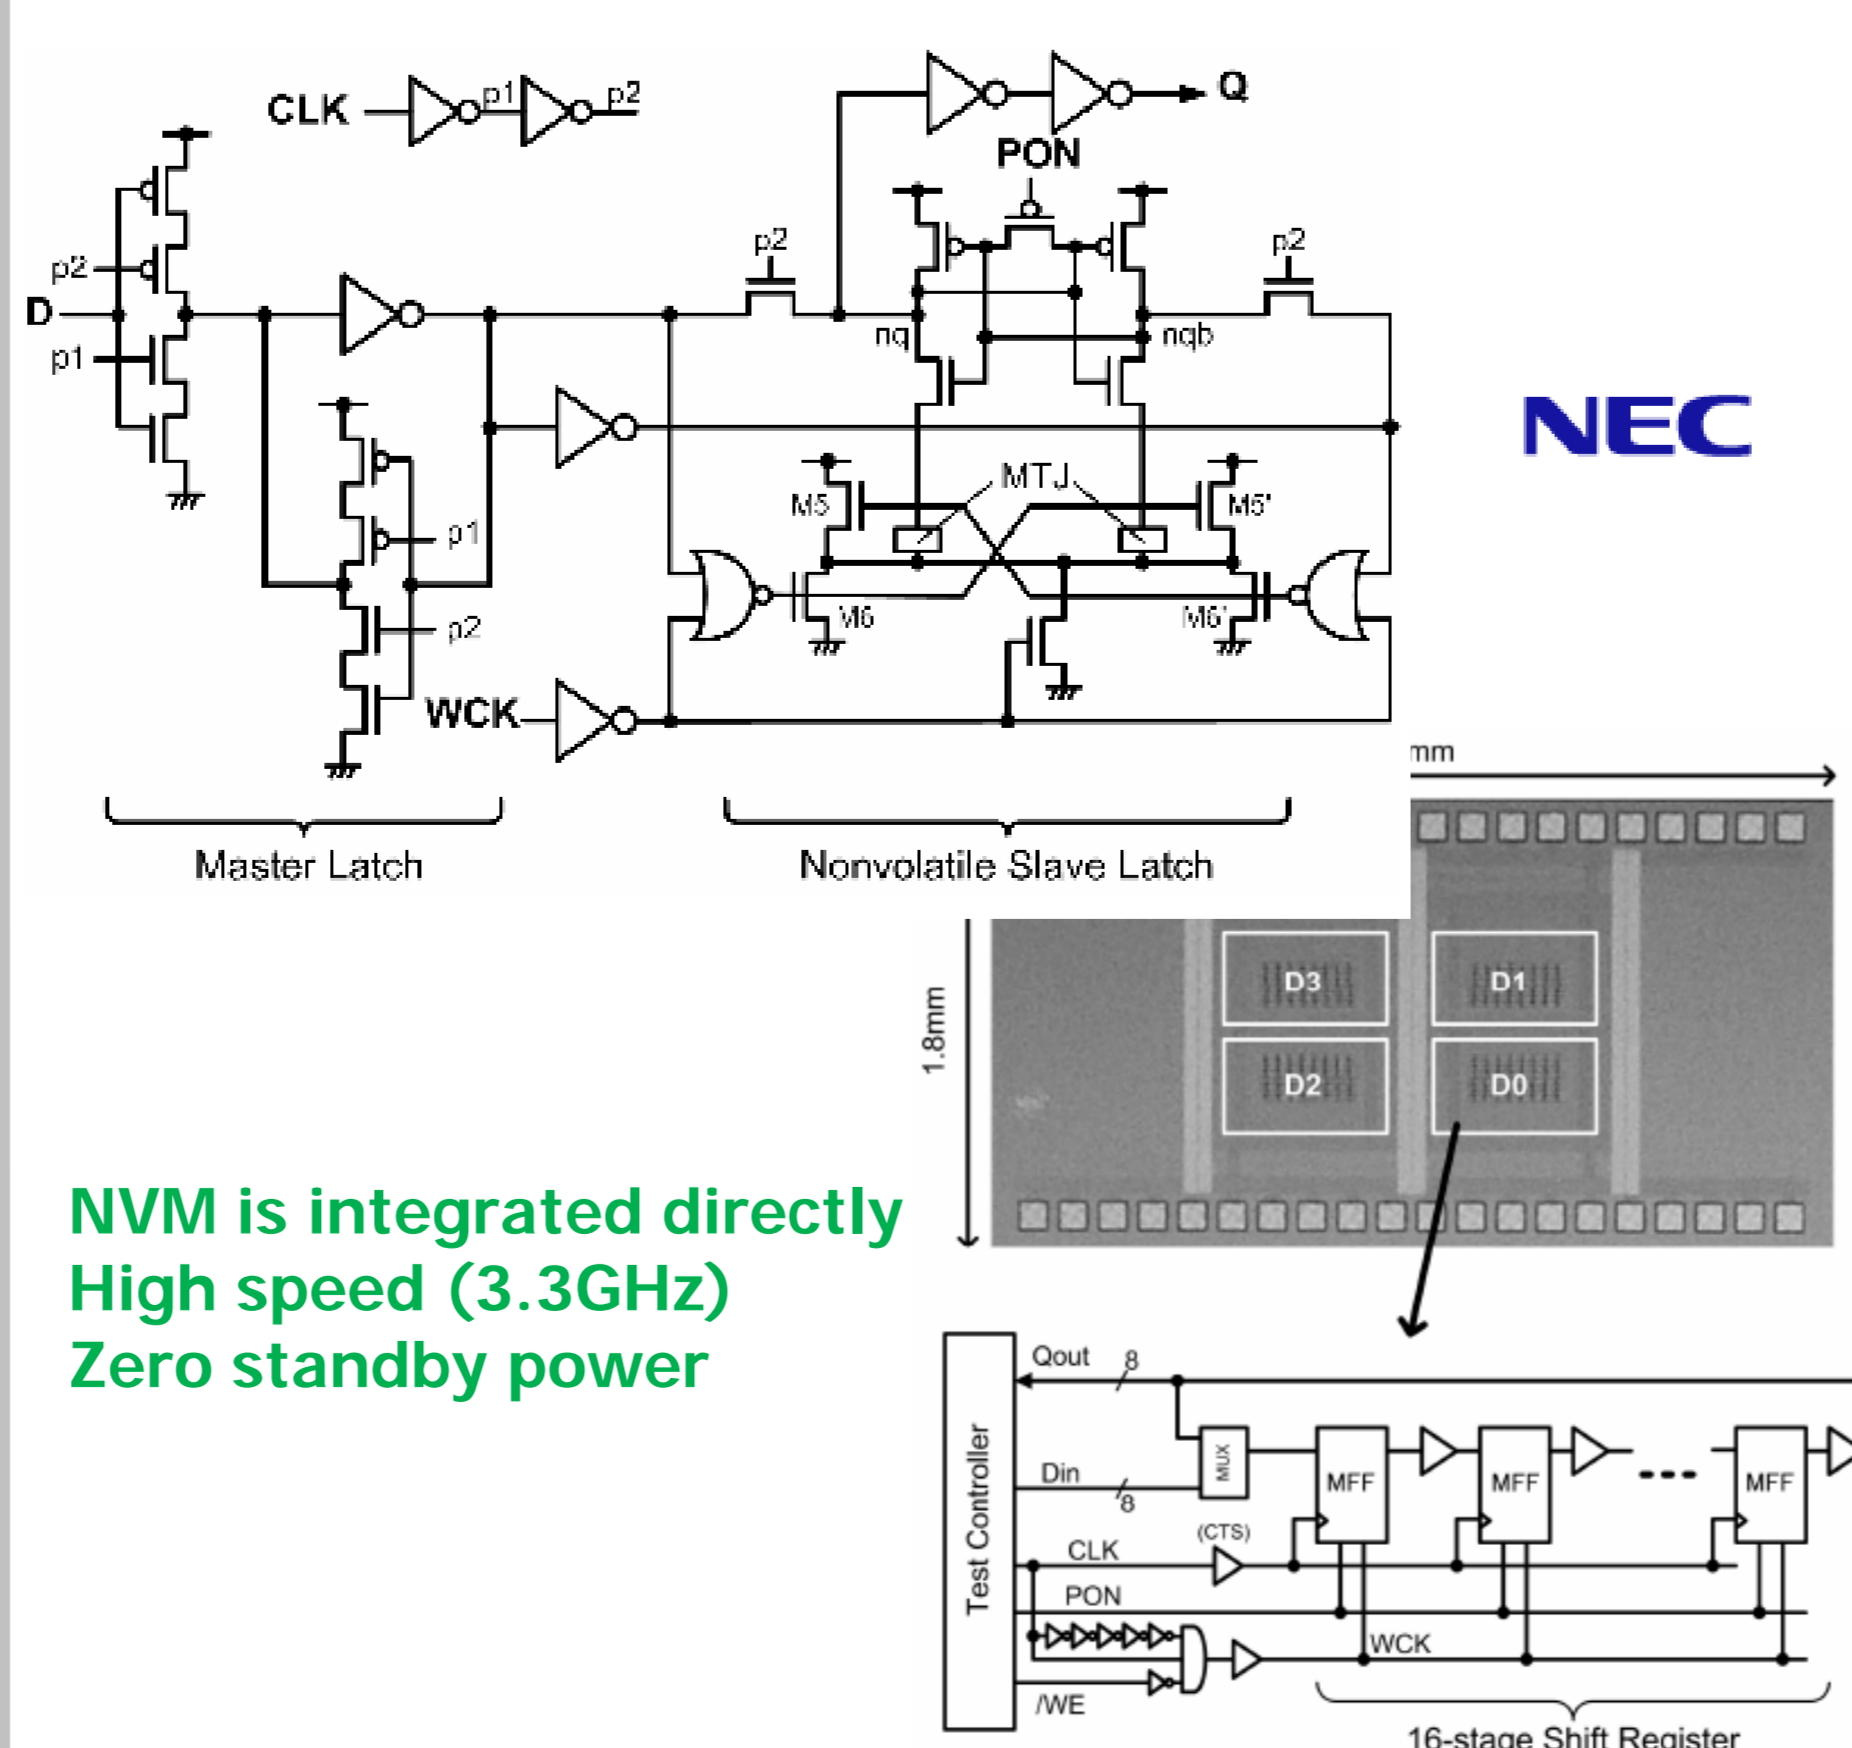 CLK
p1
p2
Q
PON
p2
D
p1
p2
p2
nq
nqb
NEC
p1
p2
M5
MTJ
M5'
M6
M6'
WCK
Master Latch
Nonvolatile Slave Latch
mm
1.8mm
D3
D1
D2
D0
NVM is integrated directly
High speed (3.3GHz)
Zero standby power
Test Controller
Qout
8
Din
8
MUX
MFF
MFF
MFF
CLK
(CTS)
PON
WCK
/WE
16-stage Shift Register